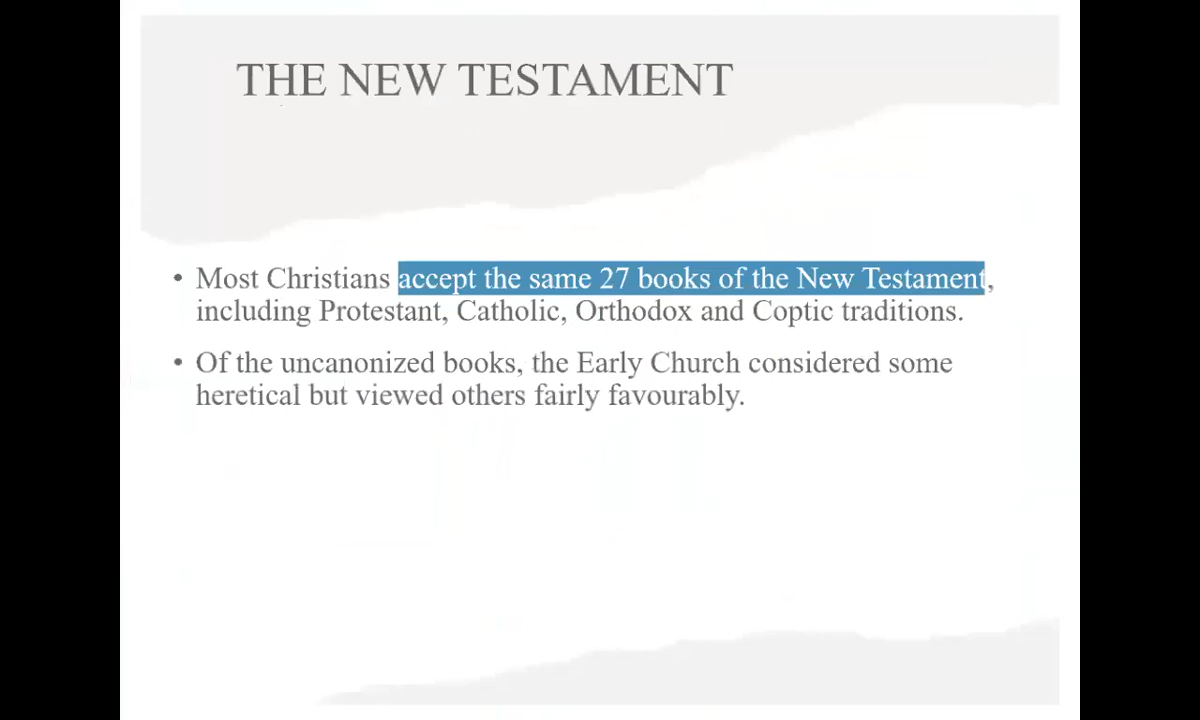 THE NEW TESTAMENT
• Most Christians accept the same 27 books of the New Testament,
including Protestant, Catholic, Orthodox and Coptic traditions.
• Of the uncanonized books, the Early Church considered some
heretical but viewed others fairly favourably.